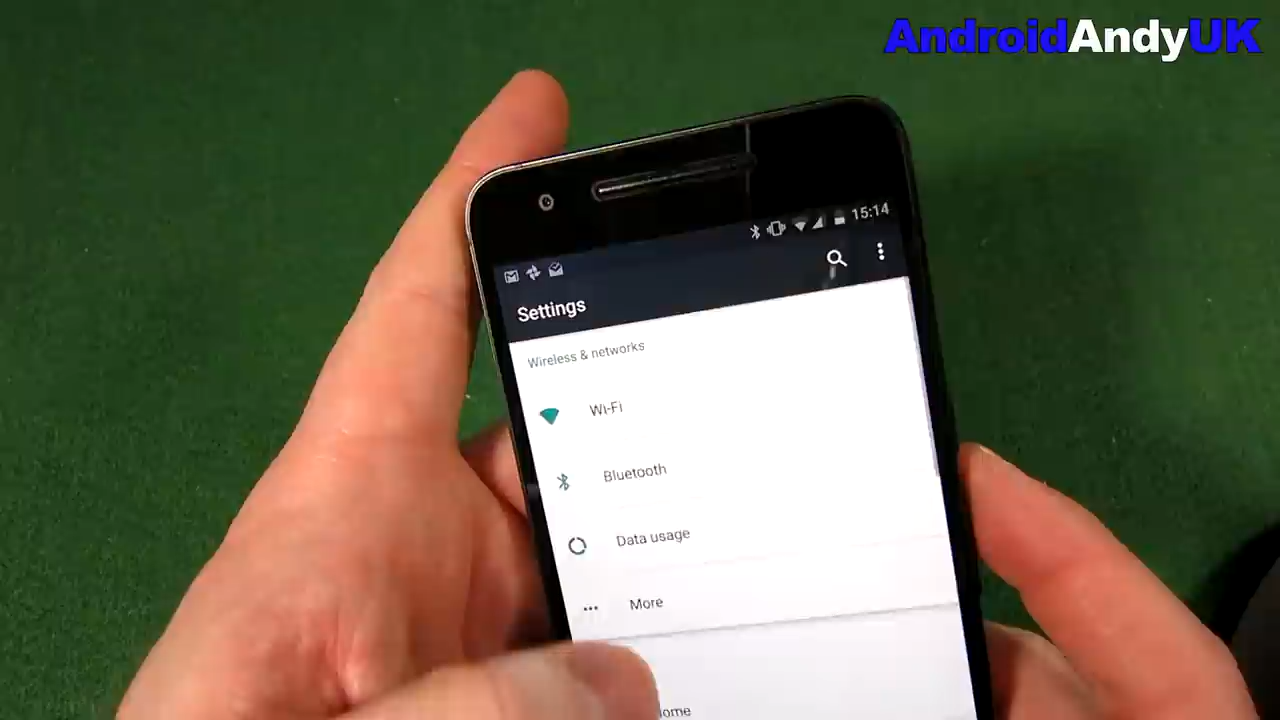 AndroidAndyUK
15:14
Settings
Wireless & networks
Wi-Fi
Bluetooth
Data usage
More